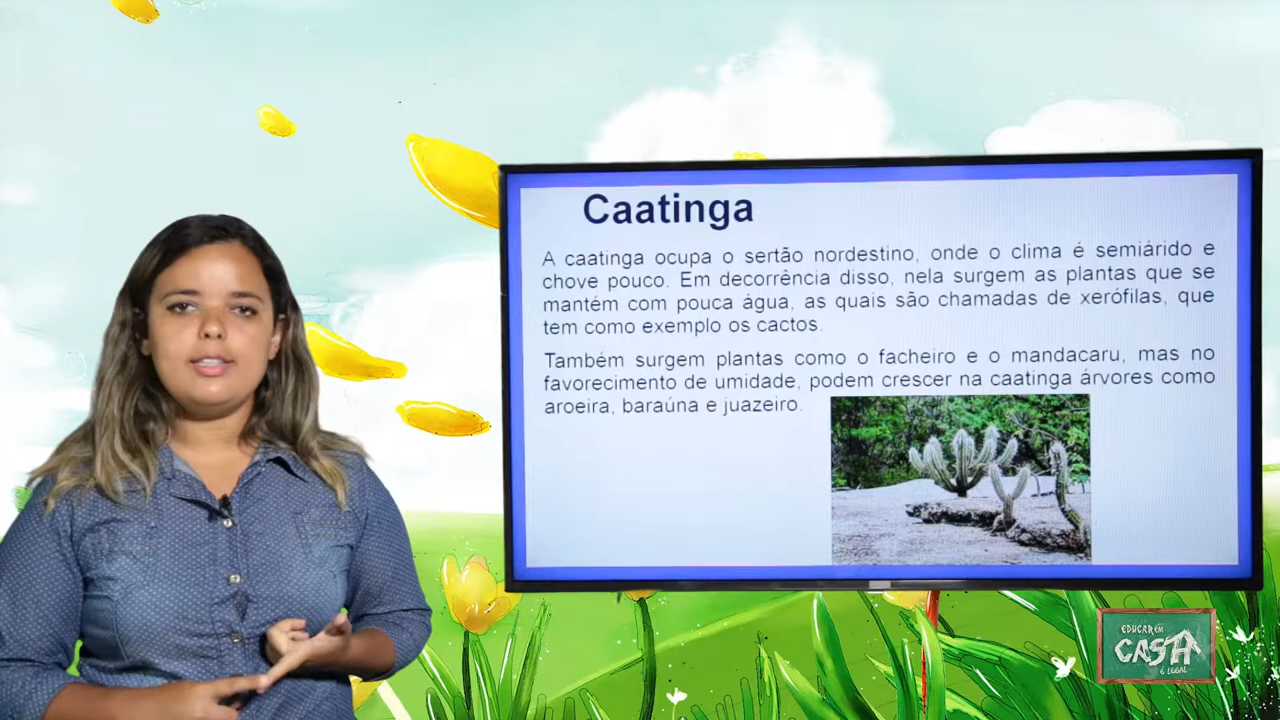 Caatinga
A caatinga ocupa o sertão nordestino, onde o clima é semiárido e
chove pouco. Em decorrência disso, nela surgem as plantas que se
mantém com pouca água, as quais são chamadas de xerófilas, que
tem como exemplo os cactos.
Também surgem plantas como o facheiro e o mandacaru, mas no
favorecimento de umidade, podem crescer na caatinga árvores como
aroeira, baraúna e juazeiro.
EDUCAR EM
CASA
É LEGAL